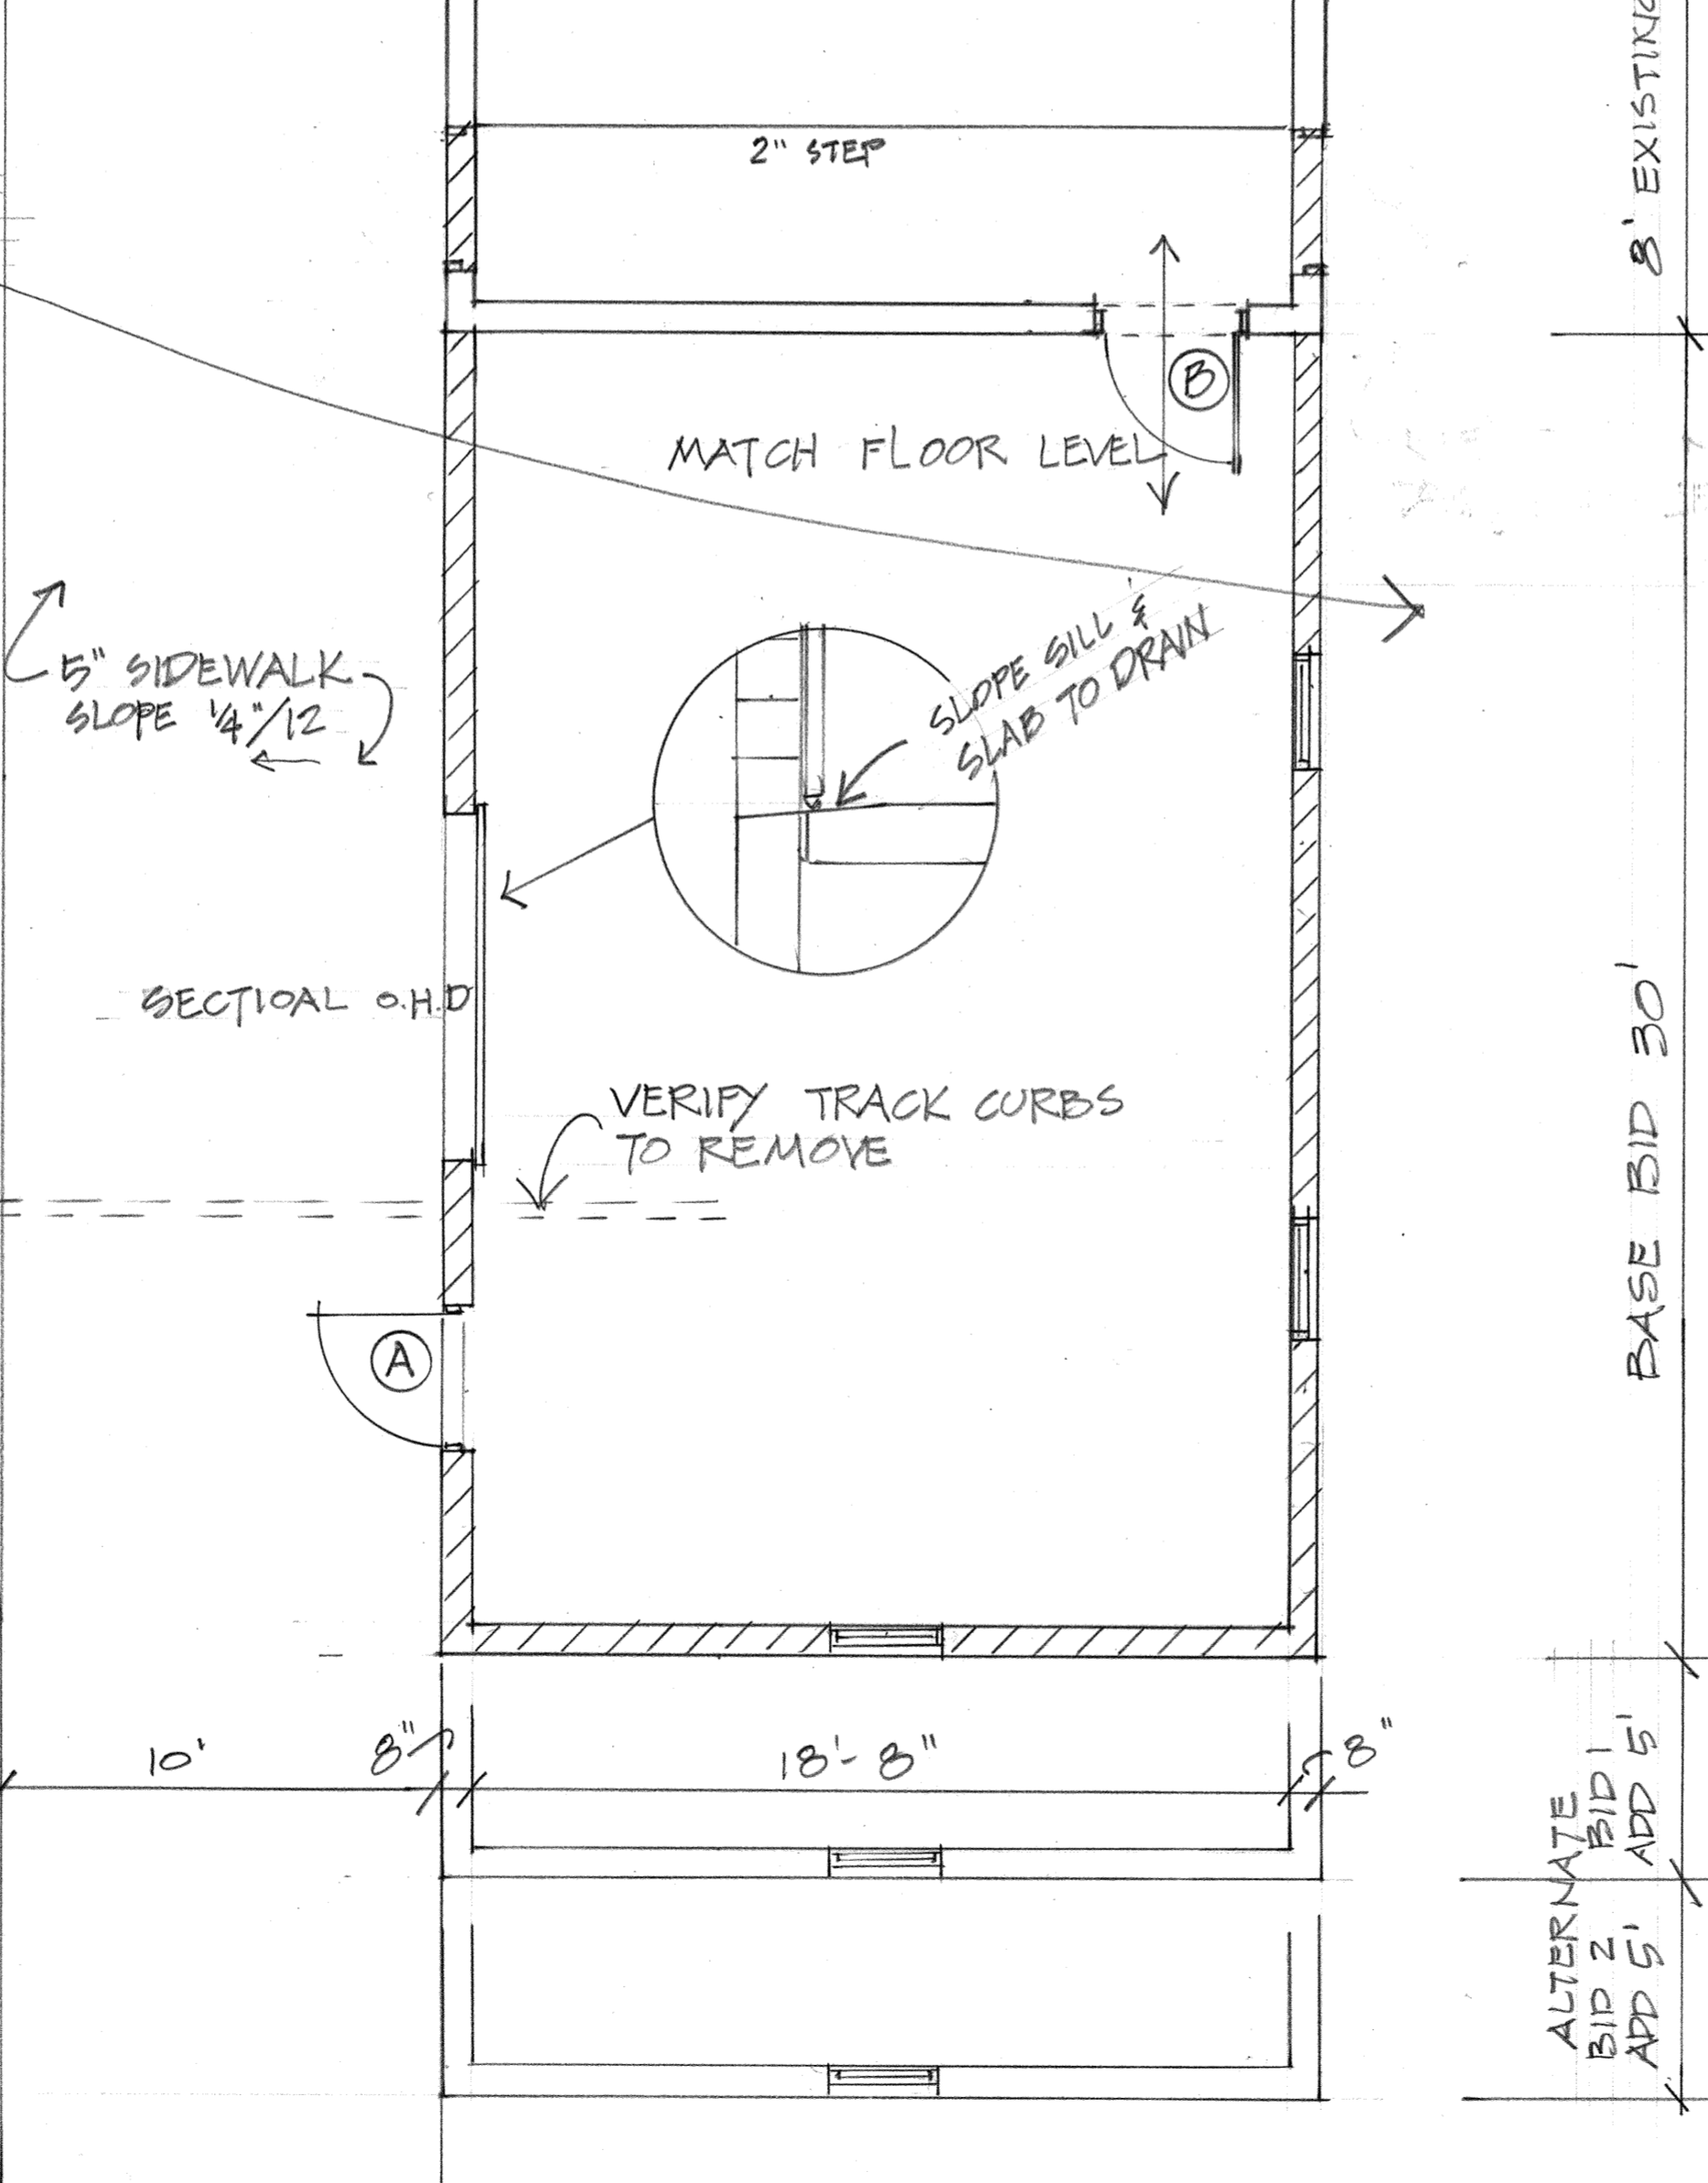 8' EXISTING
2" STEP
B
MATCH FLOOR LEVEL
5" SIDEWALK
SLOPE 1/4"/12
SLOPE SILL &
SLAB TO DRAIN
SECTIOAL O.H.D
VERIFY TRACK CURBS
TO REMOVE
A
BASE BID 30'
10'
8"
18'-8"
8"
ALTERNATE
BID 1
ADD 5'
BID 2
ADD 5'